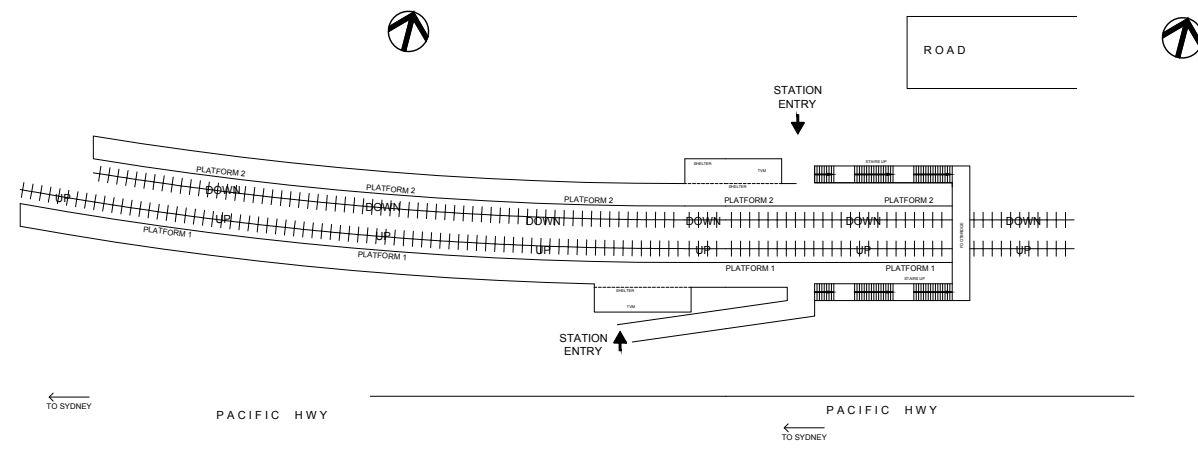 ROAD
STATION
ENTRY
STAIRS UP
SHELTER
TVM
SHELTER
PLATFORM 2
PLATFORM 2
PLATFORM 2
PLATFORM 2
PLATFORM 2
DOWN
DOWN
DOWN
DOWN
DOWN
DOWN
UP
UP
UP
UP
UP
UP
UP
FOOTBRIDGE
PLATFORM 1
PLATFORM 1
PLATFORM 1
PLATFORM 1
STAIRS UP
SHELTER
TVM
STATION
ENTRY
TO SYDNEY
PACIFIC HWY
PACIFIC HWY
TO SYDNEY